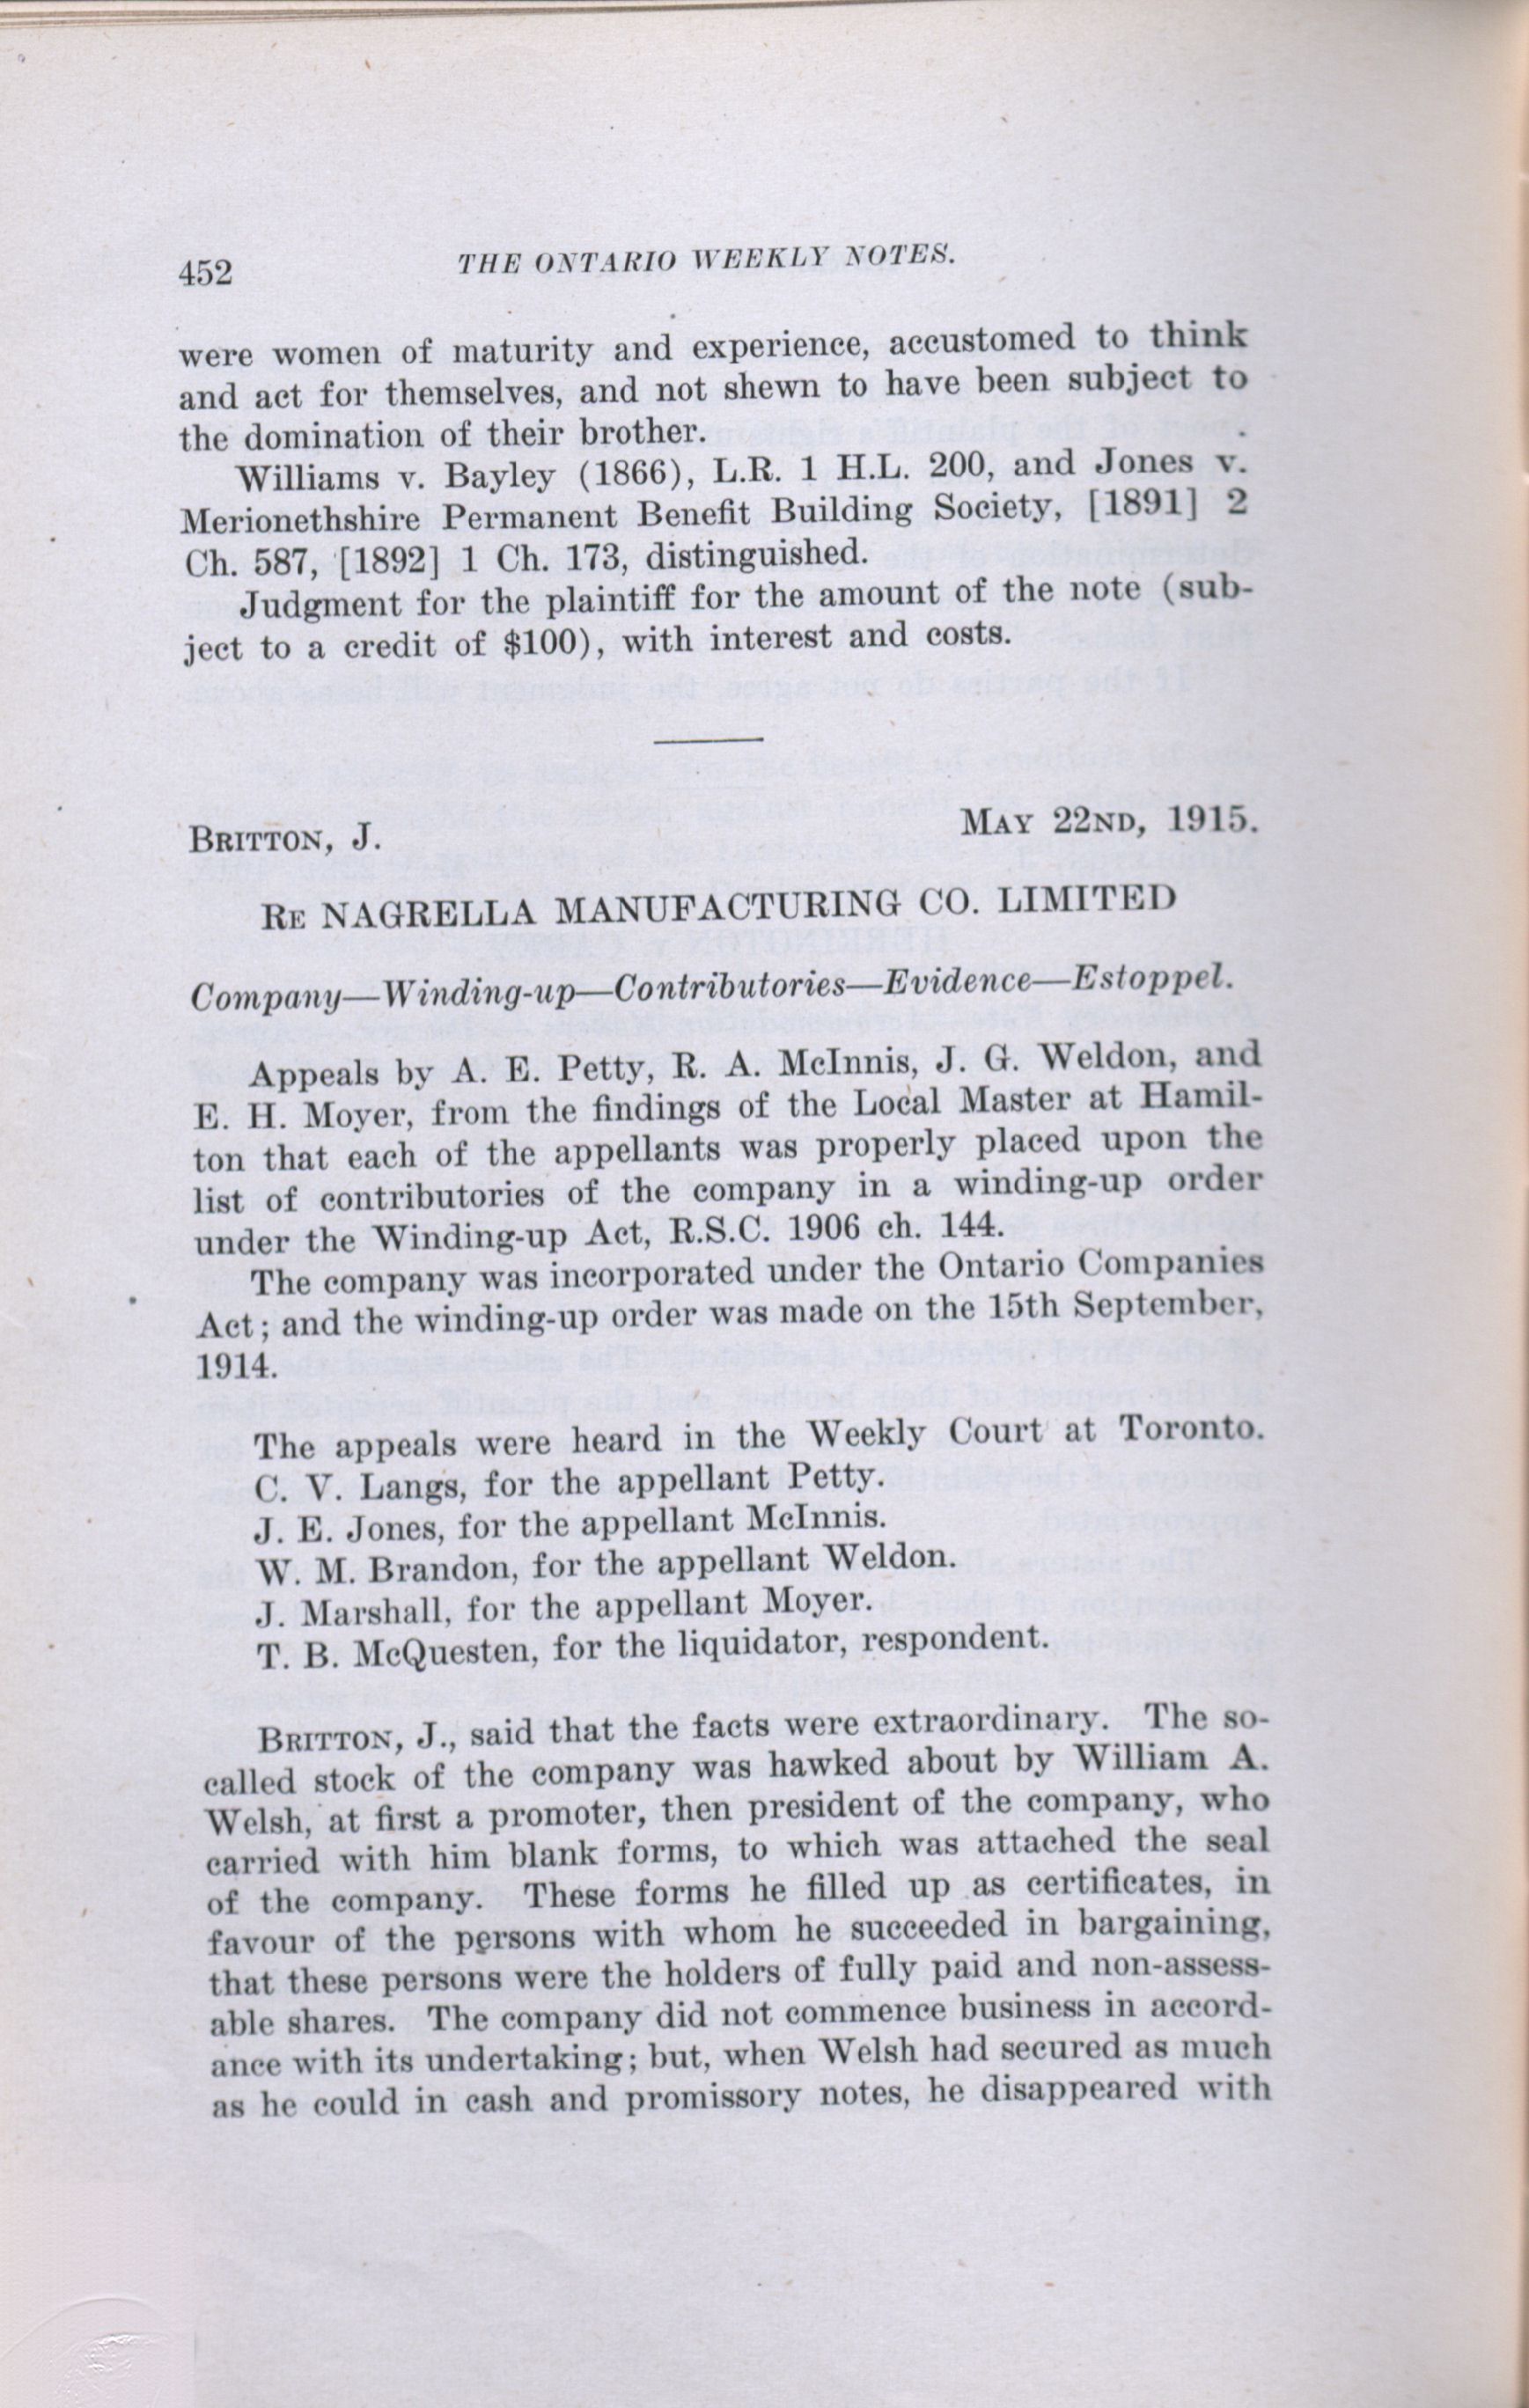 452 THE ONTARIO WEEKLY NOTES.
were women of maturity and experience, accustomed to think
and act for themselves, and not shewn to have been subject to
the domination of their brother.
Williams v. Bayley (1866), L.R. 1 H.L. 200, and Jones v.
Merionethshire Permanent Benefit Building Society, [1891] 2
Ch. 587, [1892] 1 Ch. 173, distinguished.
Judgment for the plaintiff for the amount of the note (sub-
ject to a credit of $100), with interest and costs.
BRITTON, J. MAY 22ND, 1915.
RE NAGRELLA MANUFACTURING CO. LIMITED
Company—Winding-up—Contributories—Evidence—Estoppel.
Appeals by A. E. Petty, R. A. McInnis, J. G. Weldon, and
E. H. Moyer, from the findings of the Local Master at Hamil-
ton that each of the appellants was properly placed upon the
list of contributories of the company in a winding-up order
under the Winding-up Act, R.S.C. 1906 ch. 144.
The company was incorporated under the Ontario Companies
Act; and the winding-up order was made on the 15th September,
1914.
The appeals were heard in the Weekly Court at Toronto.
C. V. Langs, for the appellant Petty.
J. E. Jones, for the appellant McInnis.
W. M. Brandon, for the appellant Weldon.
J. Marshall, for the appellant Moyer.
T. B. McQuesten, for the liquidator, respondent.
BRITTON, J., said that the facts were extraordinary. The so-
called stock of the company was hawked about by William A.
Welsh, at first a promoter, then president of the company, who
carried with him blank forms, to which was attached the seal
of the company. These forms he filled up as certificates, in
favour of the persons with whom he succeeded in bargaining,
that these persons were the holders of fully paid and non-assess-
able shares. The company did not commence business in accord-
ance with its undertaking; but, when Welsh had secured as much
as he could in cash and promissory notes, he disappeared with